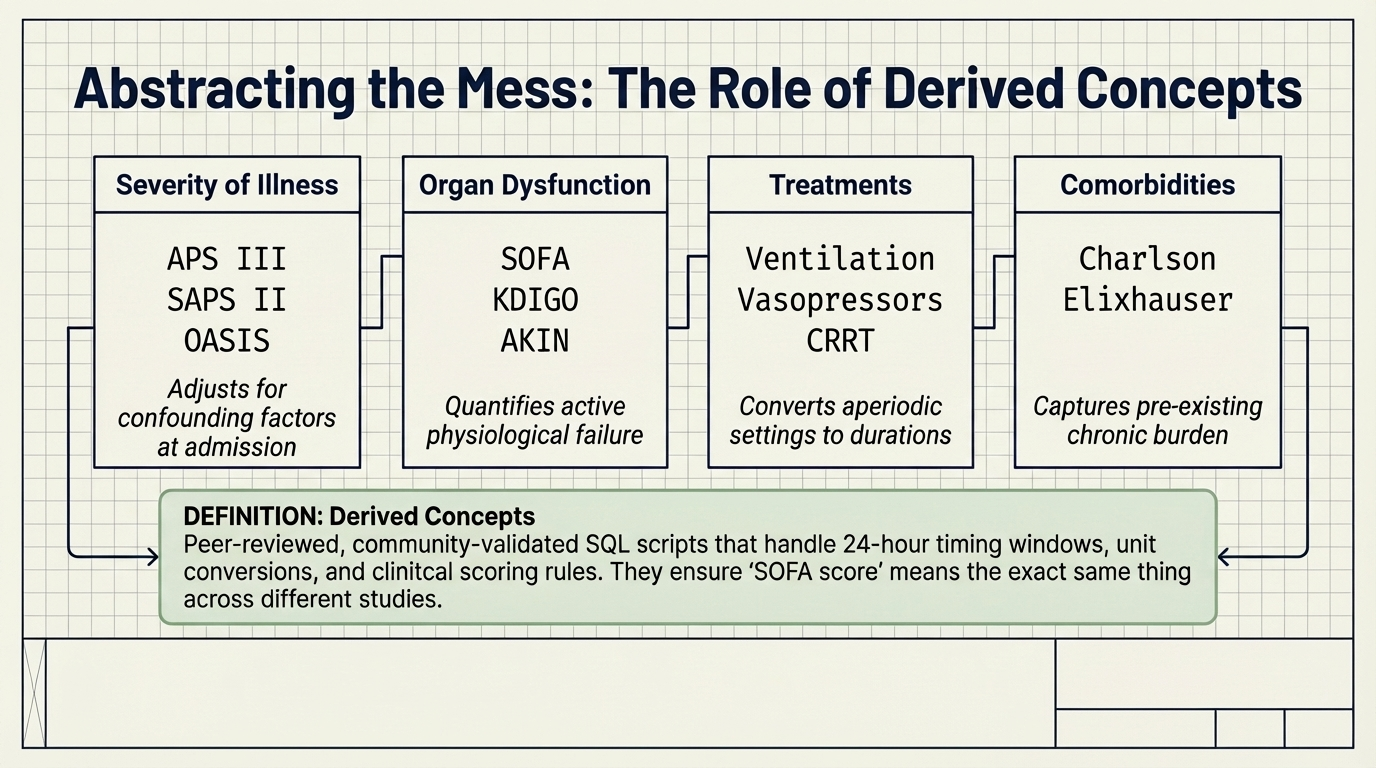 Abstracting the Mess: The Role of Derived Concepts
Severity of Illness
APS III
SAPS II
OASIS
Adjusts for
confounding factors
at admission
Organ Dysfunction
SOFA
KDIGO
AKIN
Quantifies active
physiological failure
Treatments
Ventilation
Vasopressors
CRRT
Converts aperiodic
settings to durations
Comorbidities
Charlson
Elixhauser
Captures pre-existing
chronic burden
DEFINITION: Derived Concepts
Peer-reviewed, community-validated SQL scripts that handle 24-hour timing windows, unit
conversions, and clinitcal scoring rules. They ensure ‘SOFA score’ means the exact same thing
across different studies.